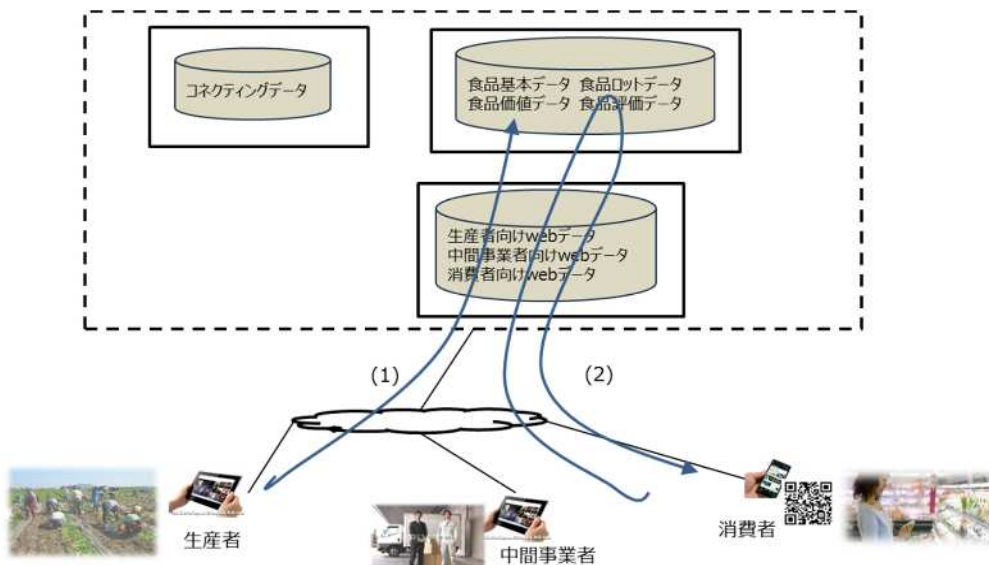 コネクティングデータ
食品基本データ 食品ロットデータ
食品価値データ 食品評価データ
生産者向けwebデータ
中間事業者向けwebデータ
消費者向けwebデータ
(1)
(2)
生産者
中間事業者
消費者